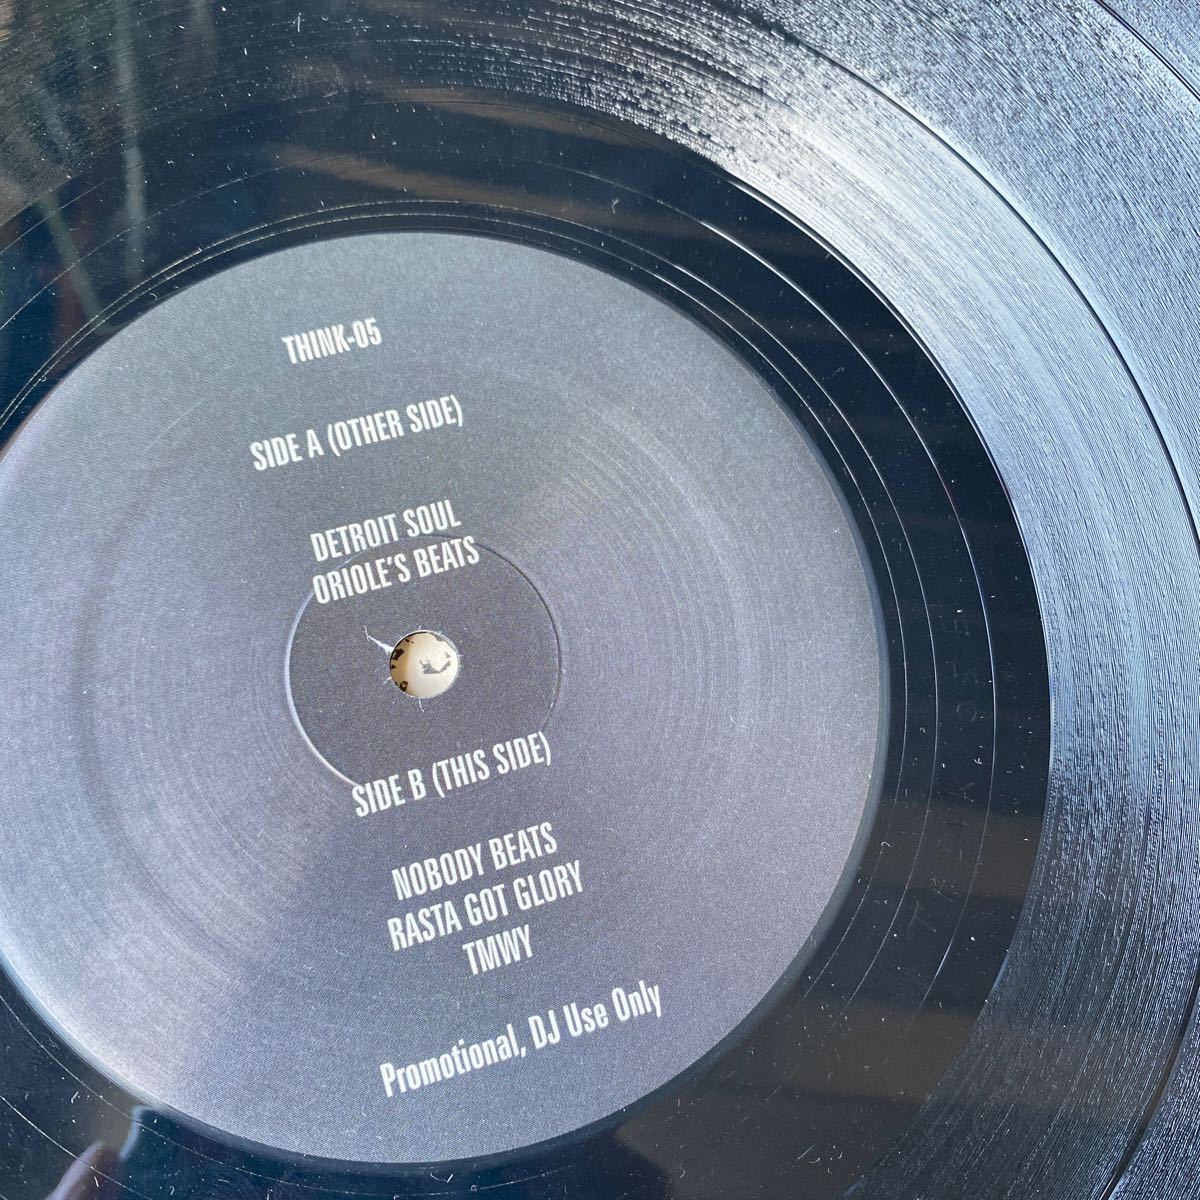 THINK-05
SIDE A (OTHER SIDE)
DETROIT SOUL
ORIOLE'S BEATS
SIDE B (THIS SIDE)
NOBODY BEATS
RASTA GOT GLORY
TMWY
Promotional, DJ Use Only